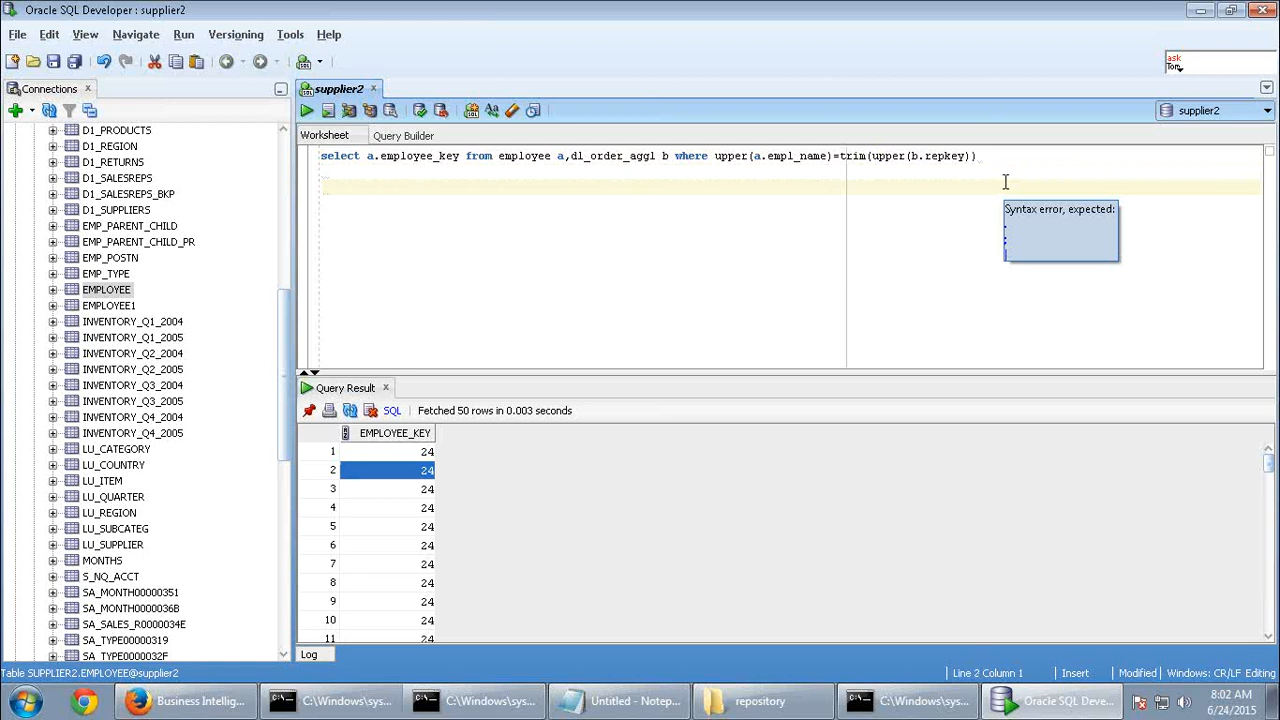 Oracle SQL Developer : supplier2
File Edit View Navigate Run Versioning Tools Help
ask
Tom
Connections
supplier2
supplier2
Worksheet Query Builder
select a.employee_key from employee a,dl_order_aggl b where upper(a.empl_name)=trim(upper(b.repkey))
Syntax error, expected:
D1_PRODUCTS
D1_REGION
D1_RETURNS
D1_SALESREPS
D1_SALESREPS_BKP
D1_SUPPLIERS
EMP_PARENT_CHILD
EMP_PARENT_CHILD_PR
EMP_POSTN
EMP_TYPE
EMPLOYEE
EMPLOYEE1
INVENTORY_Q1_2004
INVENTORY_Q1_2005
INVENTORY_Q2_2004
INVENTORY_Q2_2005
INVENTORY_Q3_2004
INVENTORY_Q3_2005
INVENTORY_Q4_2004
INVENTORY_Q4_2005
LU_CATEGORY
LU_COUNTRY
LU_ITEM
LU_QUARTER
LU_REGION
LU_SUBCATEG
LU_SUPPLIER
MONTHS
S_NQ_ACCT
SA_MONTH00000351
SA_MONTH0000036B
SA_SALES_R0000034E
SA_TYPE00000319
SA_TYPE0000032F
Query Result
SQL Fetched 50 rows in 0.003 seconds
EMPLOYEE_KEY
1 24
2 24
3 24
4 24
5 24
6 24
7 24
8 24
9 24
10 24
11 24
Log
Table SUPPLIER2.EMPLOYEE@supplier2
Line 2 Column 1 Insert Modified Windows: CR/LF Editing
Business Intellig...
C:\Windows\sys...
C:\Windows\sys...
Untitled - Notep...
repository
C:\Windows\sys...
Oracle SQL Deve...
8:02 AM
6/24/2015